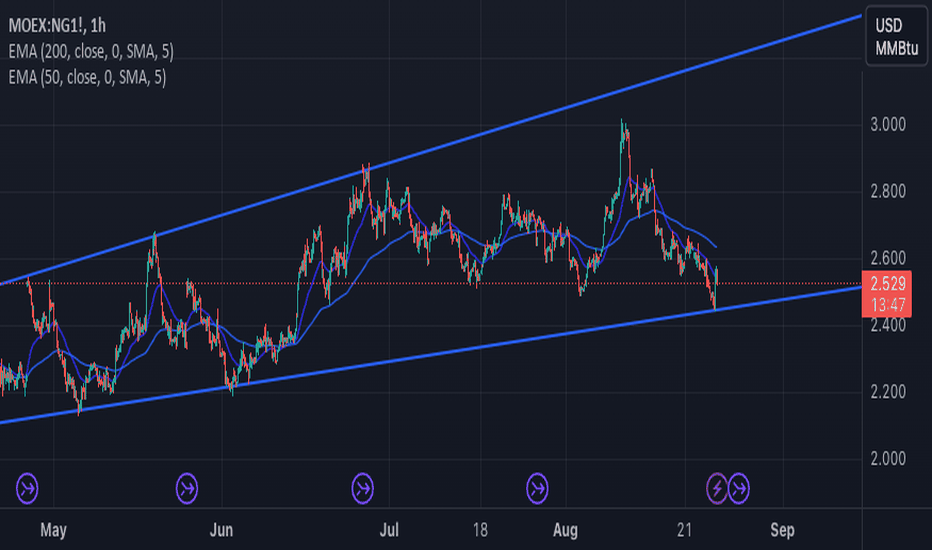 MOEX:NG1!, 1h
EMA (200, close, 0, SMA, 5)
EMA (50, close, 0, SMA, 5)
USD
MMBtu
3.000
2.800
2.600
2.529
13:47
2.400
2.200
2.000
May Jun Jul 18 Aug 21 Sep